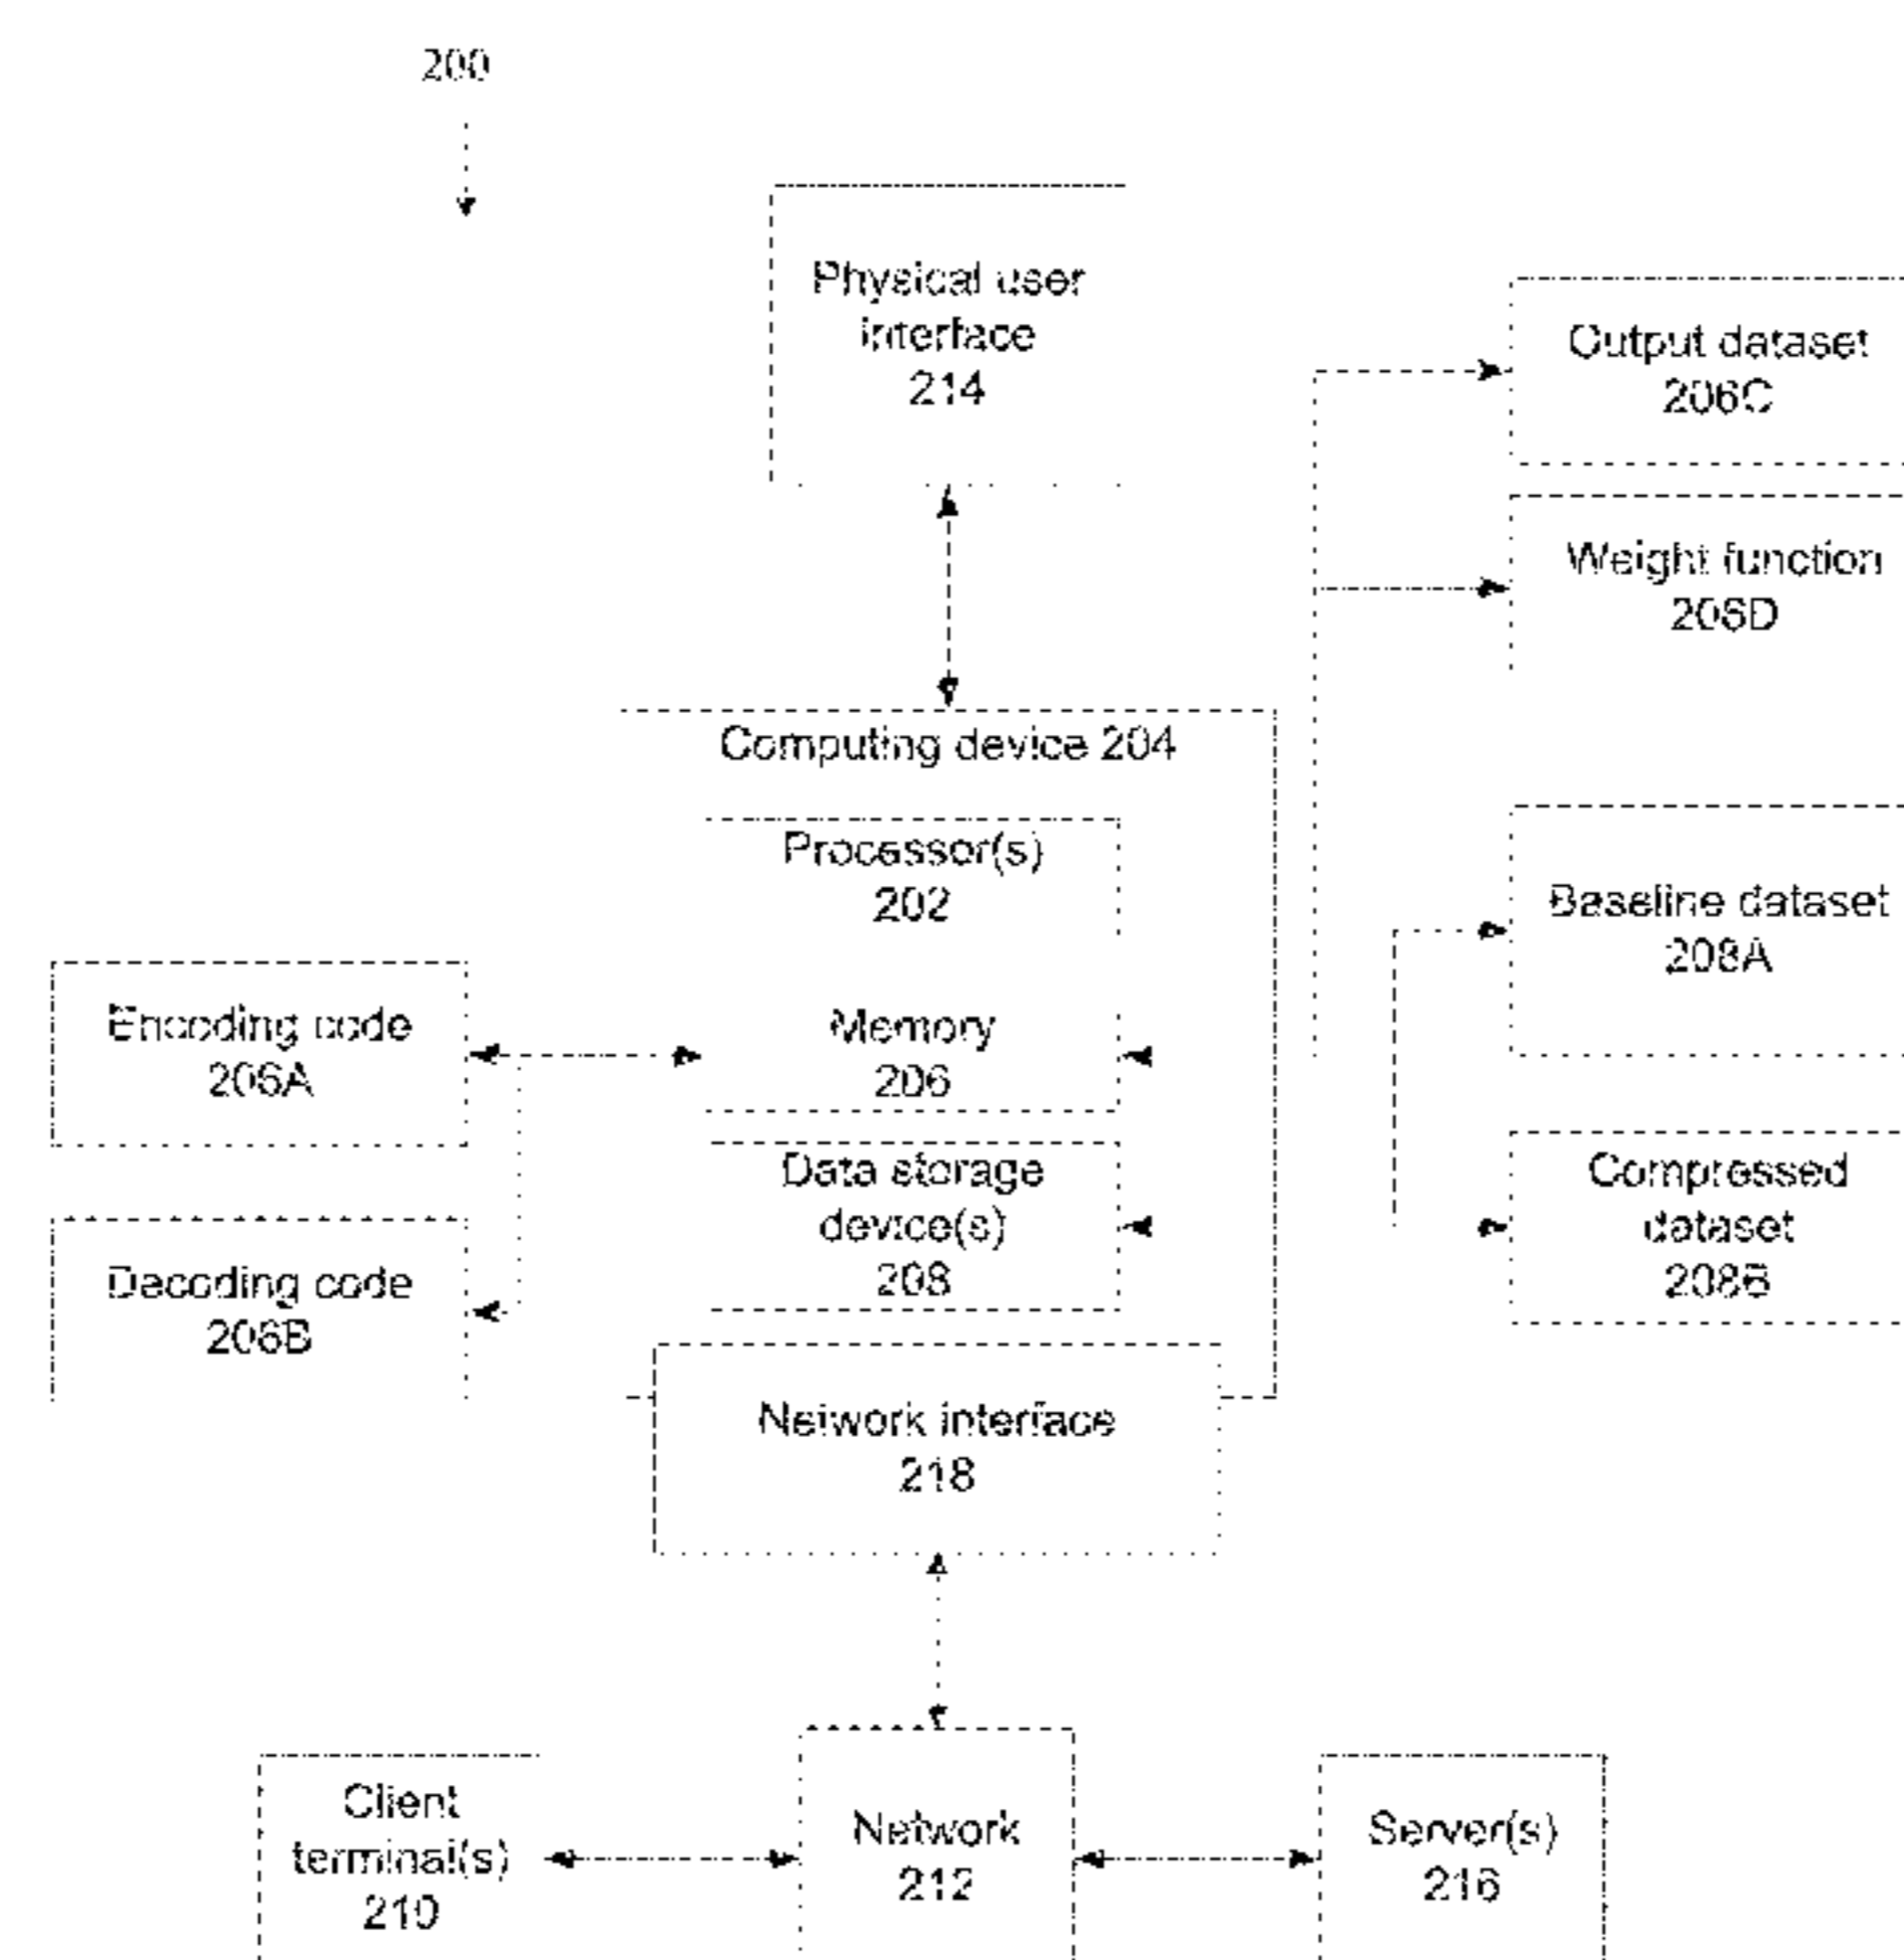 200
Physical user
interface
214
Output dataset
206C
Weight function
206D
Computing device 204
Processor(s)
202
Baseline dataset
208A
Encoding code
206A
Memory
206
Data storage
device(s)
208
Compressed
dataset
208B
Decoding code
206B
Network interface
218
Client
terminal(s)
210
Network
212
Server(s)
216